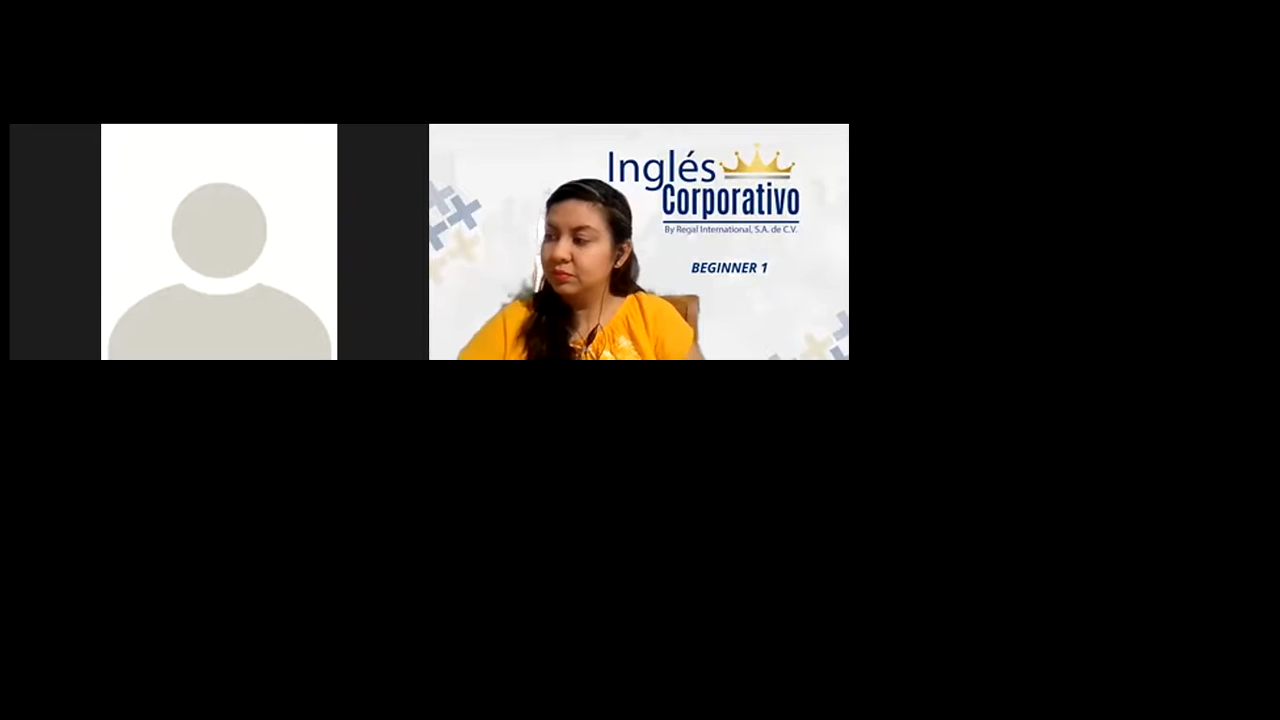 Inglés
Corporativo
By Regal International, S.A. de C.V.
BEGINNER 1